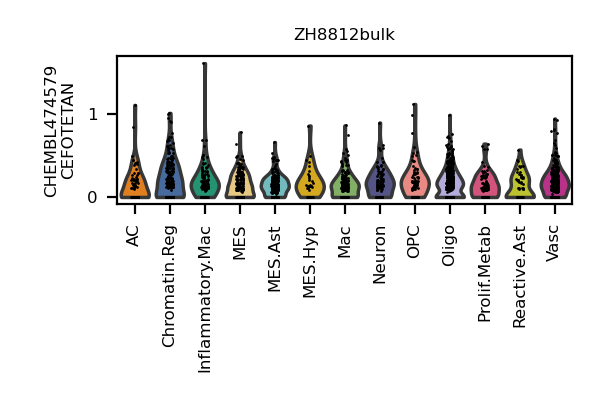 ZH8812bulk
CHEMBL474579
CEFOTETAN
1
0
AC
Chromatin.Reg
Inflammatory.Mac
MES
MES.Ast
MES.Hyp
Mac
Neuron
OPC
Oligo
Prolif.Metab
Reactive.Ast
Vasc